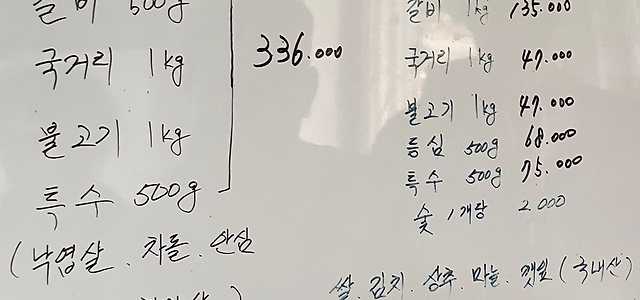 갈비 500g
국거리 1kg
불고기 1kg
특수 500g
336.000
(낙엽살. 차돌. 안심
갈비 1kg 135.000
국거리 1kg 47.000
불고기 1kg 47.000
등심 500g 68.000
특수 500g 75.000
숯 1개당 2.000
쌀. 김치. 상추. 마늘. 깻잎 (국내산)